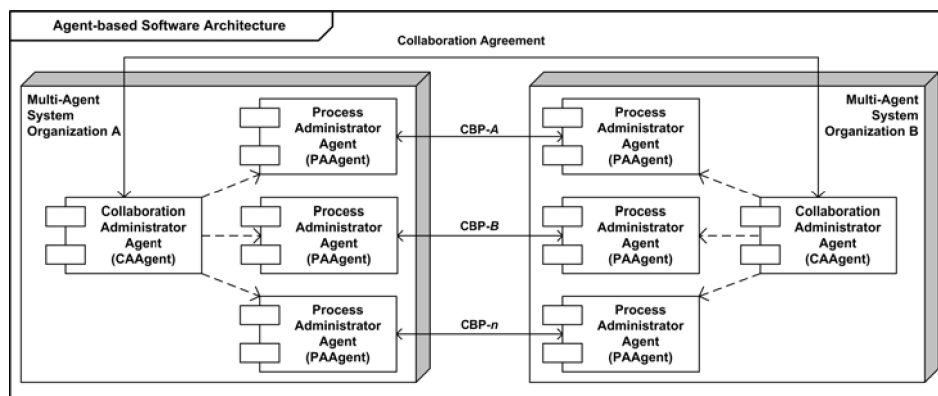 Agent-based Software Architecture
Collaboration Agreement
Multi-Agent
System
Organization A
Process
Administrator
Agent
(PAAgent)
CBP-A
Process
Administrator
Agent
(PAAgent)
Multi-Agent
System
Organization B
Collaboration
Administrator
Agent
(CAAgent)
Process
Administrator
Agent
(PAAgent)
CBP-B
Process
Administrator
Agent
(PAAgent)
Collaboration
Administrator
Agent
(CAAgent)
Process
Administrator
Agent
(PAAgent)
CBP-n
Process
Administrator
Agent
(PAAgent)